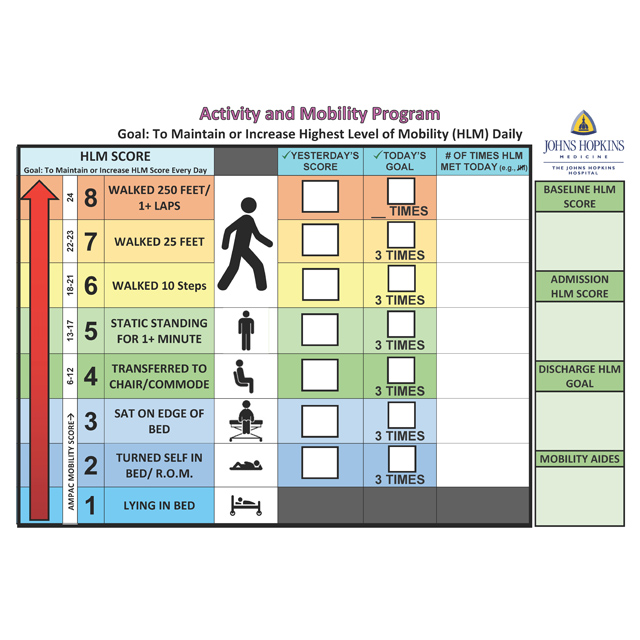 Activity and Mobility Program
Goal: To Maintain or Increase Highest Level of Mobility (HLM) Daily
JOHNS HOPKINS
MEDICINE
THE JOHNS HOPKINS
HOSPITAL
HLM SCORE
Goal: To Maintain or Increase HLM Score Every Day
✓YESTERDAY'S
SCORE
✓TODAY'S
GOAL
# OF TIMES HLM
MET TODAY (e.g., )
24
8
WALKED 250 FEET/
1+ LAPS
__ TIMES
22-23
7
WALKED 25 FEET
3 TIMES
18-21
6
WALKED 10 Steps
3 TIMES
13-17
5
STATIC STANDING
FOR 1+ MINUTE
3 TIMES
6-12
4
TRANSFERRED TO
CHAIR/COMMODE
3 TIMES
AMPAC MOBILITY SCORE→
3
SAT ON EDGE OF
BED
3 TIMES
2
TURNED SELF IN
BED/ R.O.M.
3 TIMES
1
LYING IN BED
BASELINE HLM
SCORE
ADMISSION
HLM SCORE
DISCHARGE HLM
GOAL
MOBILITY AIDES